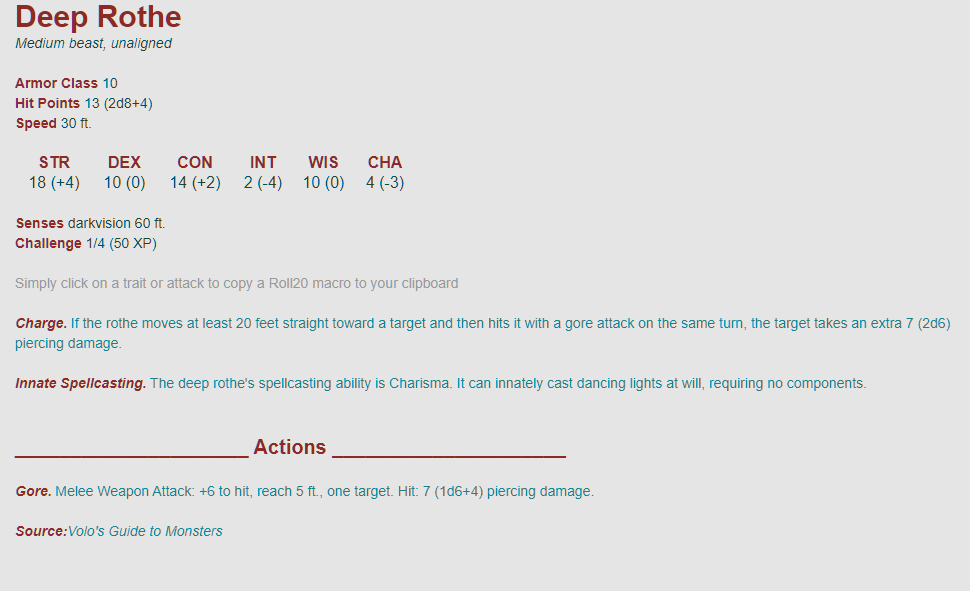 Deep Rothe
Medium beast, unaligned
Armor Class 10
Hit Points 13 (2d8+4)
Speed 30 ft.
STR DEX CON INT WIS CHA
18 (+4) 10 (0) 14 (+2) 2 (-4) 10 (0) 4 (-3)
Senses darkvision 60 ft.
Challenge 1/4 (50 XP)
Simply click on a trait or attack to copy a Roll20 macro to your clipboard
Charge. If the rothe moves at least 20 feet straight toward a target and then hits it with a gore attack on the same turn, the target takes an extra 7 (2d6)
piercing damage.
Innate Spellcasting. The deep rothe's spellcasting ability is Charisma. It can innately cast dancing lights at will, requiring no components.
_____________________ Actions _____________________
Gore. Melee Weapon Attack: +6 to hit, reach 5 ft., one target. Hit: 7 (1d6+4) piercing damage.
Source:Volo's Guide to Monsters